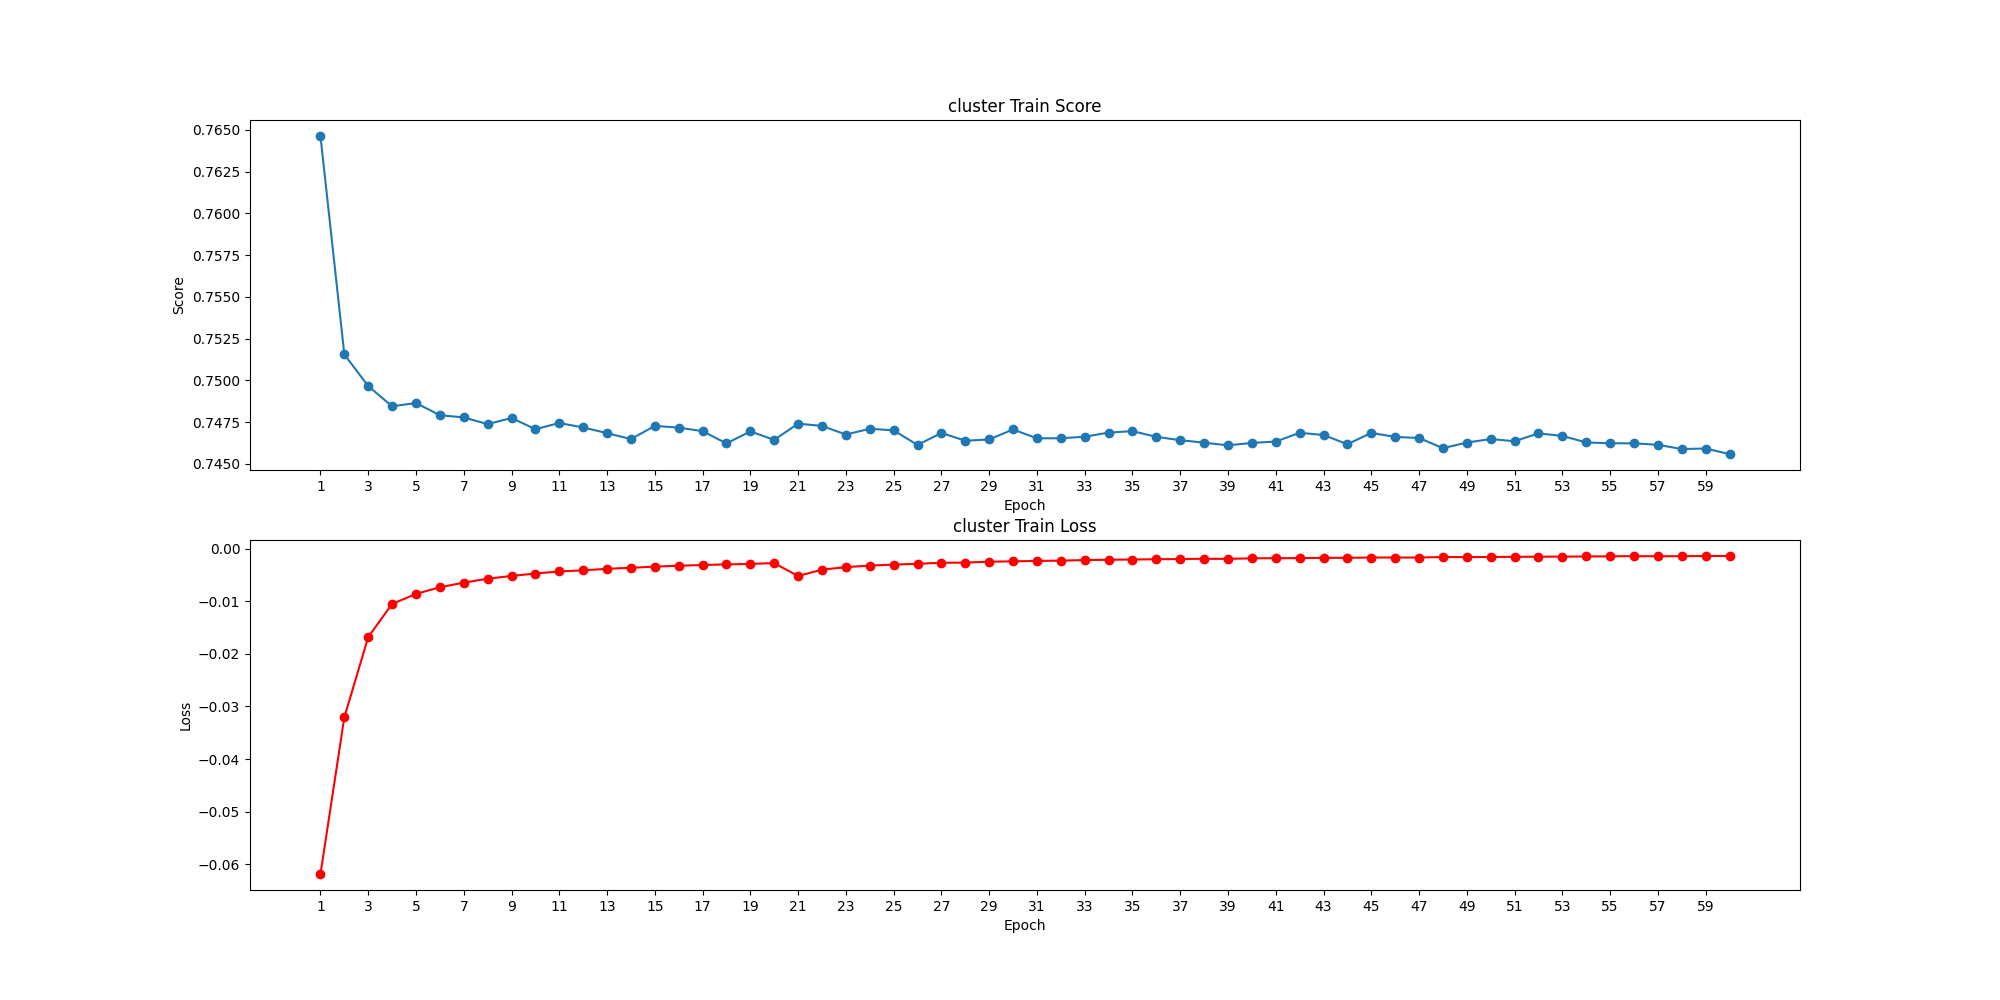 cluster Train Score
Score
0.7650
0.7625
0.7600
0.7575
0.7550
0.7525
0.7500
0.7475
0.7450
1 3 5 7 9 11 13 15 17 19 21 23 25 27 29 31 33 35 37 39 41 43 45 47 49 51 53 55 57 59
Epoch
cluster Train Loss
Loss
0.00
−0.01
−0.02
−0.03
−0.04
−0.05
−0.06
1 3 5 7 9 11 13 15 17 19 21 23 25 27 29 31 33 35 37 39 41 43 45 47 49 51 53 55 57 59
Epoch